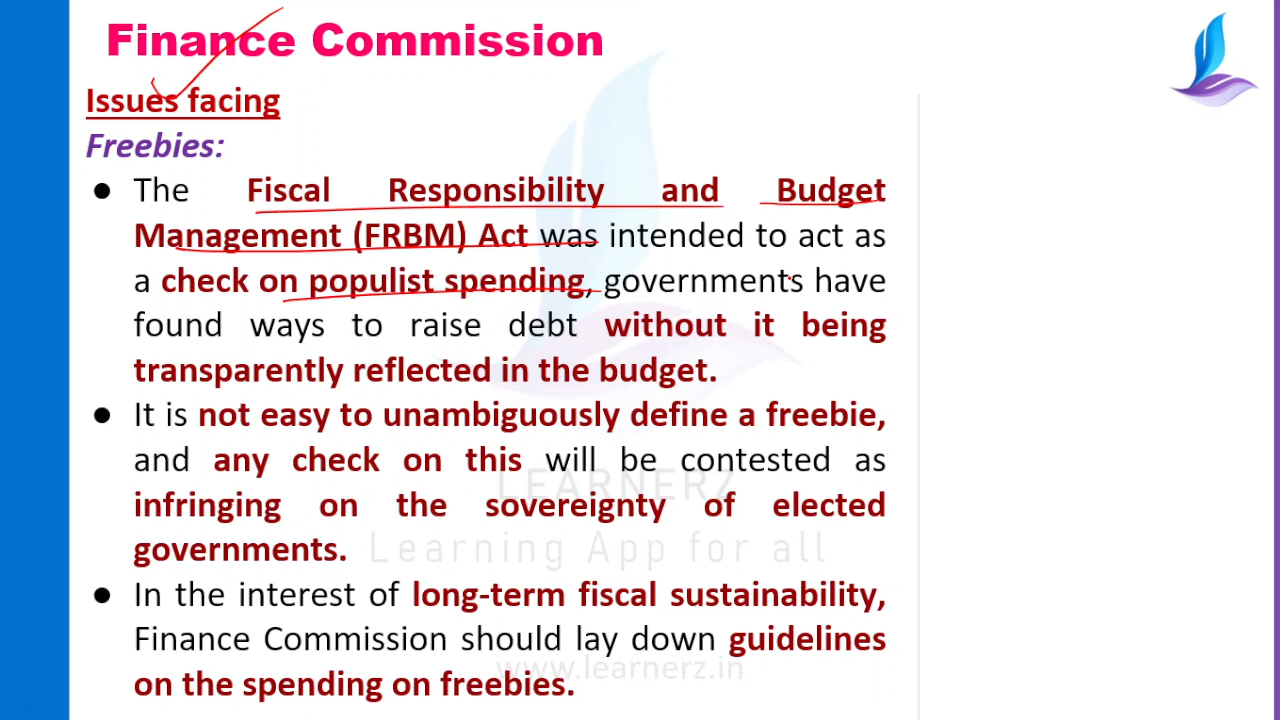 Finance Commission
Issues facing
Freebies:
● The Fiscal Responsibility and Budget
Management (FRBM) Act was intended to act as
a check on populist spending, governments have
found ways to raise debt without it being
transparently reflected in the budget.
● It is not easy to unambiguously define a freebie,
and any check on this will be contested as
infringing on the sovereignty of elected
governments.
● In the interest of long-term fiscal sustainability,
Finance Commission should lay down guidelines
on the spending on freebies.
LEARNERZ
Learning App for all
www.learnerz.in